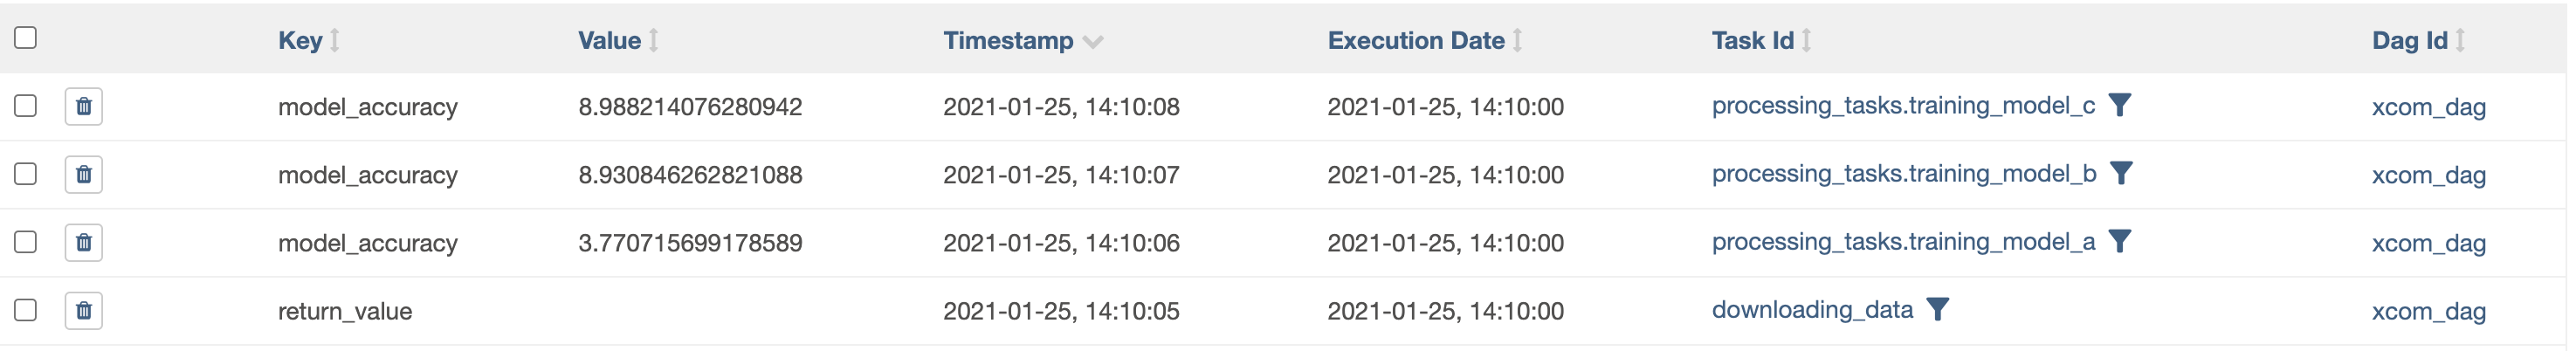 Key Value Timestamp Execution Date Task Id Dag Id
model_accuracy 8.988214076280942 2021-01-25, 14:10:08 2021-01-25, 14:10:00 processing_tasks.training_model_c xcom_dag
model_accuracy 8.930846262821088 2021-01-25, 14:10:07 2021-01-25, 14:10:00 processing_tasks.training_model_b xcom_dag
model_accuracy 3.770715699178589 2021-01-25, 14:10:06 2021-01-25, 14:10:00 processing_tasks.training_model_a xcom_dag
return_value 2021-01-25, 14:10:05 2021-01-25, 14:10:00 downloading_data xcom_dag